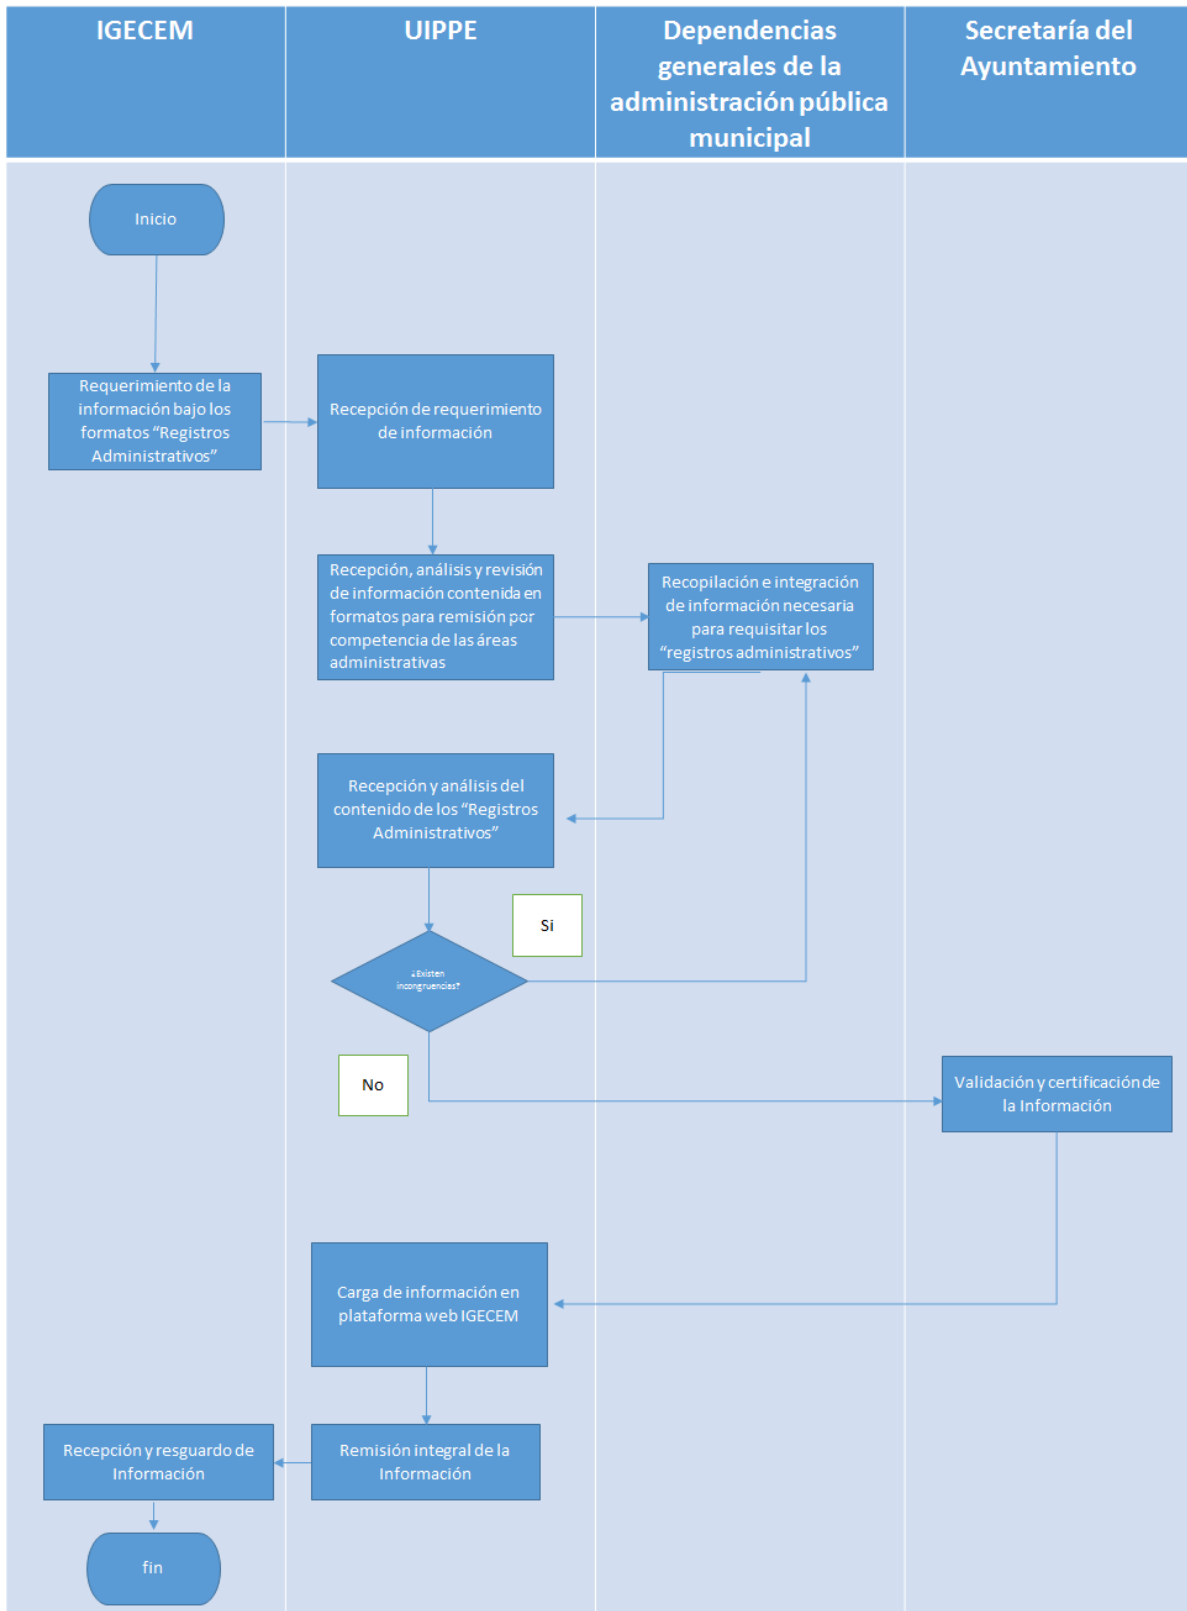 IGECEM
UIPPE
Dependencias
generales de la
administración pública
municipal
Secretaría del
Ayuntamiento
Inicio
Requerimiento de la
información bajo los
formatos “Registros
Administrativos”
Recepción de requerimiento
de información
Recepción, análisis y revisión
de información contenida en
formatos para remisión por
competencia de las áreas
administrativas
Recopilación e integración
de información necesaria
para requisitar los
“registros administrativos”
Recepción y análisis del
contenido de los “Registros
Administrativos”
Si
¿Existen
incongruencias?
No
Validación y certificación de
la Información
Carga de información en
plataforma web IGECEM
Recepción y resguardo de
Información
Remisión integral de la
Información
fin